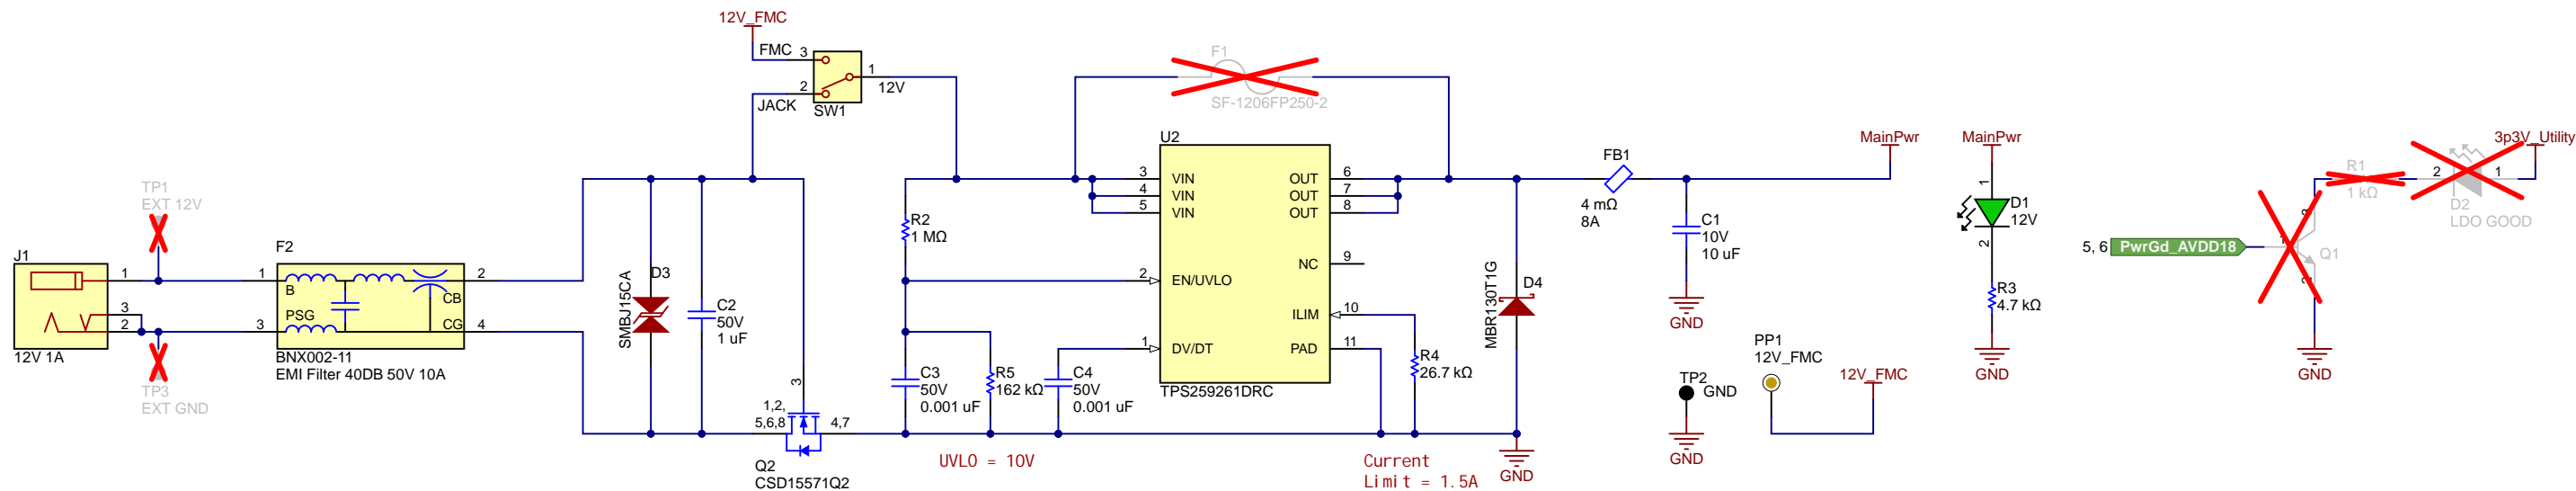 J1
1
3
2
12V 1A
TP1
EXT 12V
TP3
EXT GND
F2
1
B
PSG
3
2
CB
CG
4
BNX002-11
EMI Filter 40DB 50V 10A
D3
SMBJ15CA
C2
50V
1 uF
12V_FMC
FMC
3
2
JACK
1
12V
SW1
3
1,2,
5,6,8
4,7
Q2
CSD15571Q2
R2
1 MΩ
C3
50V
0.001 uF
R5
162 kΩ
C4
50V
0.001 uF
UVLO = 10V
F1
SF-1206FP250-2
U2
3
VIN
4
VIN
5
VIN
2
EN/UVLO
1
DV/DT
OUT
6
OUT
7
OUT
8
NC
9
ILIM
10
PAD
11
TPS259261DRC
R4
26.7 kΩ
Current
Limit = 1.5A
D4
MBR130T1G
GND
FB1
4 mΩ
8A
C1
10V
10 uF
GND
MainPwr
TP2
GND
GND
PP1
12V_FMC
12V_FMC
MainPwr
1
D1
12V
2
R3
4.7 kΩ
GND
5, 6
PwrGd_AVDD18
Q1
3
GND
R1
1 kΩ
2
1
D2
LDO GOOD
3p3V_Utility